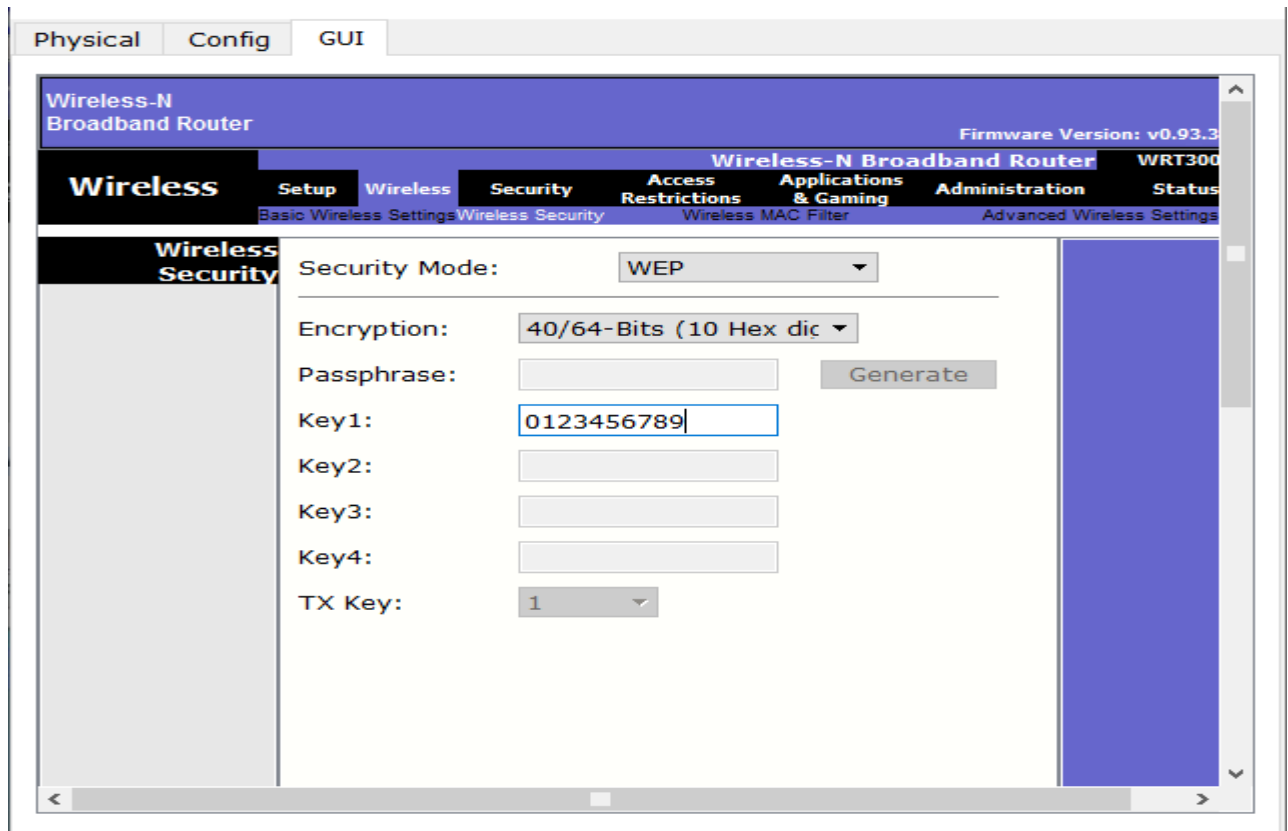 Physical Config GUI
Wireless-N
Broadband Router
Firmware Version: v0.93.3
Wireless-N Broadband Router WRT300
Wireless Setup Wireless Security Access Restrictions Applications & Gaming Administration Status
Basic Wireless Settings Wireless Security Wireless MAC Filter Advanced Wireless Settings
Wireless
Security
Security Mode: WEP
Encryption: 40/64-Bits (10 Hex dig
Passphrase: Generate
Key1: 0123456789
Key2:
Key3:
Key4:
TX Key: 1